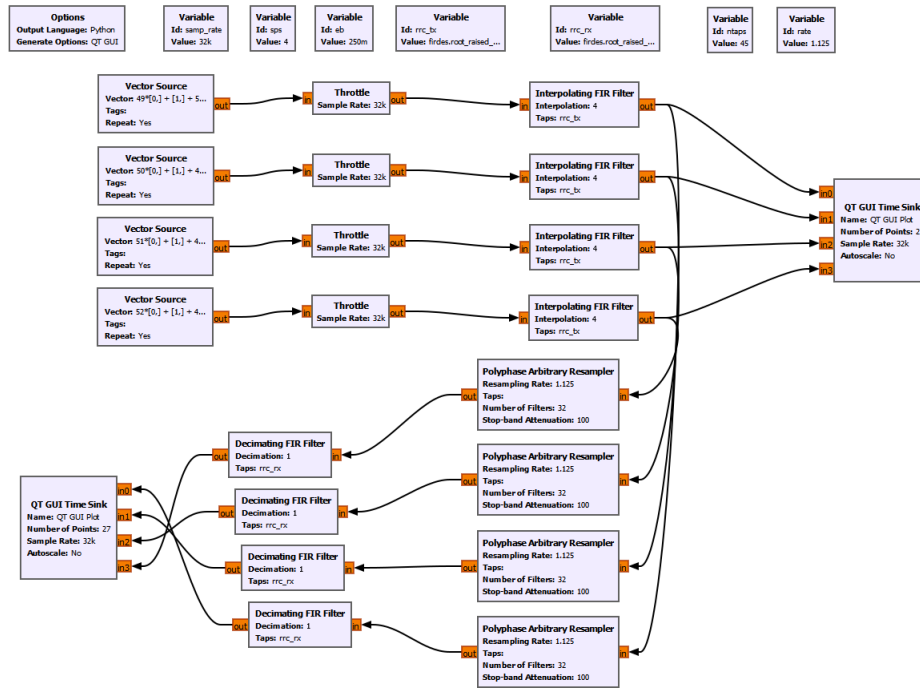 Options
Output Language: Python
Generate Options: QT GUI
Variable
Id: samp_rate
Value: 32k
Variable
Id: sps
Value: 4
Variable
Id: eb
Value: 250m
Variable
Id: rrc_tx
Value: firdes.root_raised_...
Variable
Id: rrc_rx
Value: firdes.root_raised_...
Variable
Id: ntaps
Value: 45
Variable
Id: rate
Value: 1.125
Vector Source
Vector: 49*[0,] + [1,] + 5...
Tags:
Repeat: Yes
out
in
Throttle
Sample Rate: 32k
out
in
Interpolating FIR Filter
Interpolation: 4
Taps: rrc_tx
out
Vector Source
Vector: 50*[0,] + [1,] + 4...
Tags:
Repeat: Yes
out
in
Throttle
Sample Rate: 32k
out
in
Interpolating FIR Filter
Interpolation: 4
Taps: rrc_tx
out
Vector Source
Vector: 51*[0,] + [1,] + 4...
Tags:
Repeat: Yes
out
in
Throttle
Sample Rate: 32k
out
in
Interpolating FIR Filter
Interpolation: 4
Taps: rrc_tx
out
Vector Source
Vector: 52*[0,] + [1,] + 4...
Tags:
Repeat: Yes
out
in
Throttle
Sample Rate: 32k
out
in
Interpolating FIR Filter
Interpolation: 4
Taps: rrc_tx
out
in0
in1
in2
in3
QT GUI Time Sink
Name: QT GUI Plot
Number of Points: 2
Sample Rate: 32k
Autoscale: No
out
Polyphase Arbitrary Resampler
Resampling Rate: 1.125
Taps:
Number of Filters: 32
Stop-band Attenuation: 100
in
out
Polyphase Arbitrary Resampler
Resampling Rate: 1.125
Taps:
Number of Filters: 32
Stop-band Attenuation: 100
in
out
Polyphase Arbitrary Resampler
Resampling Rate: 1.125
Taps:
Number of Filters: 32
Stop-band Attenuation: 100
in
out
Polyphase Arbitrary Resampler
Resampling Rate: 1.125
Taps:
Number of Filters: 32
Stop-band Attenuation: 100
in
out
Decimating FIR Filter
Decimation: 1
Taps: rrc_rx
in
out
Decimating FIR Filter
Decimation: 1
Taps: rrc_rx
in
out
Decimating FIR Filter
Decimation: 1
Taps: rrc_rx
in
out
Decimating FIR Filter
Decimation: 1
Taps: rrc_rx
in
QT GUI Time Sink
Name: QT GUI Plot
Number of Points: 27
Sample Rate: 32k
Autoscale: No
in0
in1
in2
in3